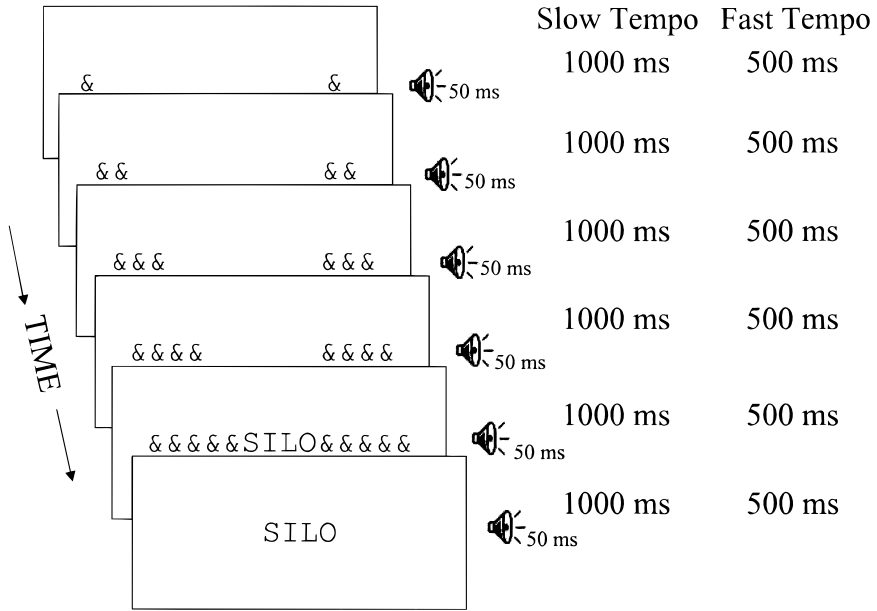 Slow Tempo Fast Tempo
& & 50 ms 1000 ms 500 ms
&& && 50 ms 1000 ms 500 ms
&&& &&& 50 ms 1000 ms 500 ms
&&&& &&&& 50 ms 1000 ms 500 ms
&&&&&SILO&&&&& 50 ms 1000 ms 500 ms
SILO 50 ms 1000 ms 500 ms
TIME